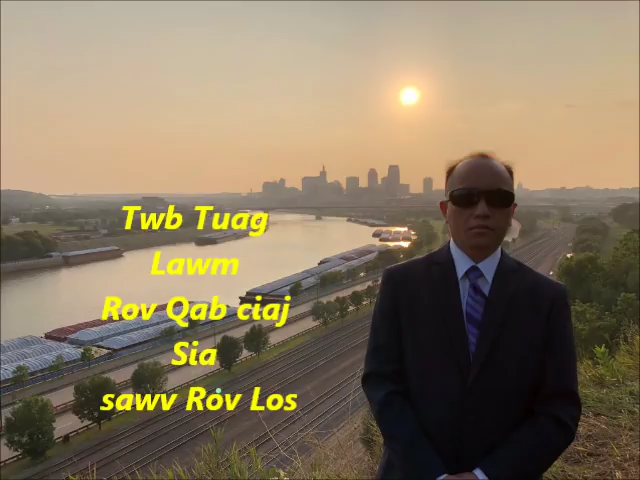 Twb Tuag
Lawm
Rov Qab ciaj
Sia
sawv Rov Los